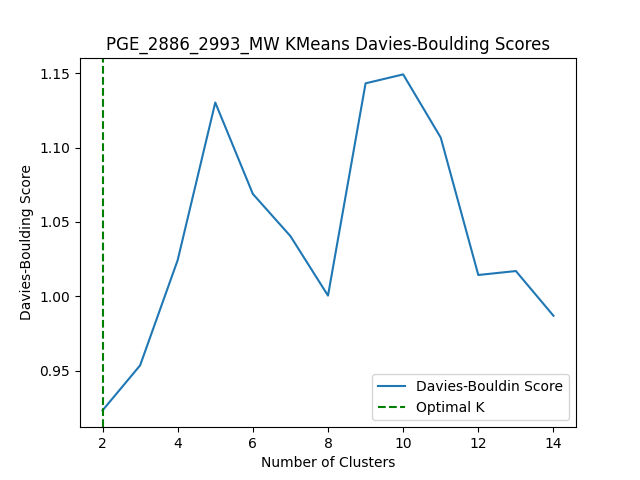 PGE_2886_2993_MW KMeans Davies-Boulding Scores
Davies-Boulding Score
1.15
1.10
1.05
1.00
0.95
2
4
6
8
10
12
14
Number of Clusters
Davies-Bouldin Score
Optimal K